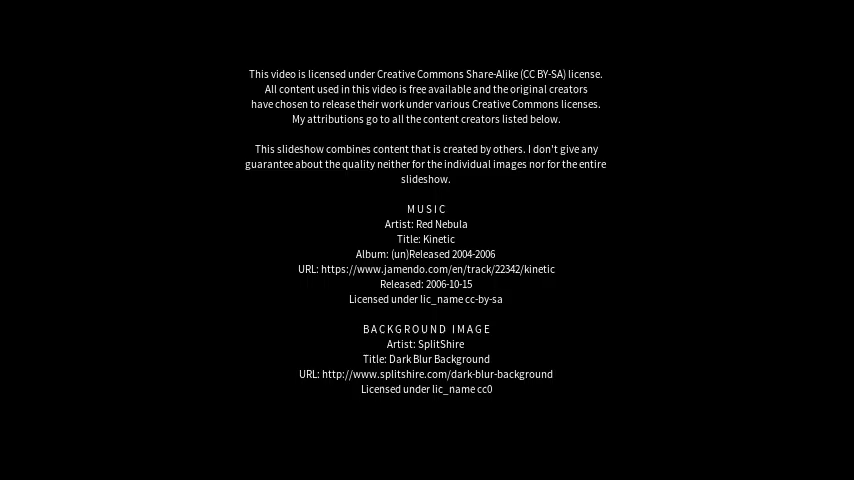 This video is licensed under Creative Commons Share-Alike (CC BY-SA) license.
All content used in this video is free available and the original creators
have chosen to release their work under various Creative Commons licenses.
My attributions go to all the content creators listed below.
This slideshow combines content that is created by others. I don't give any
guarantee about the quality neither for the individual images nor for the entire
slideshow.
MUSIC
Artist: Red Nebula
Title: Kinetic
Album: (un)Released 2004-2006
URL: https://www.jamendo.com/en/track/22342/kinetic
Released: 2006-10-15
Licensed under lic_name cc-by-sa
BACKGROUND IMAGE
Artist: SplitShire
Title: Dark Blur Background
URL: http://www.splitshire.com/dark-blur-background
Licensed under lic_name cc0